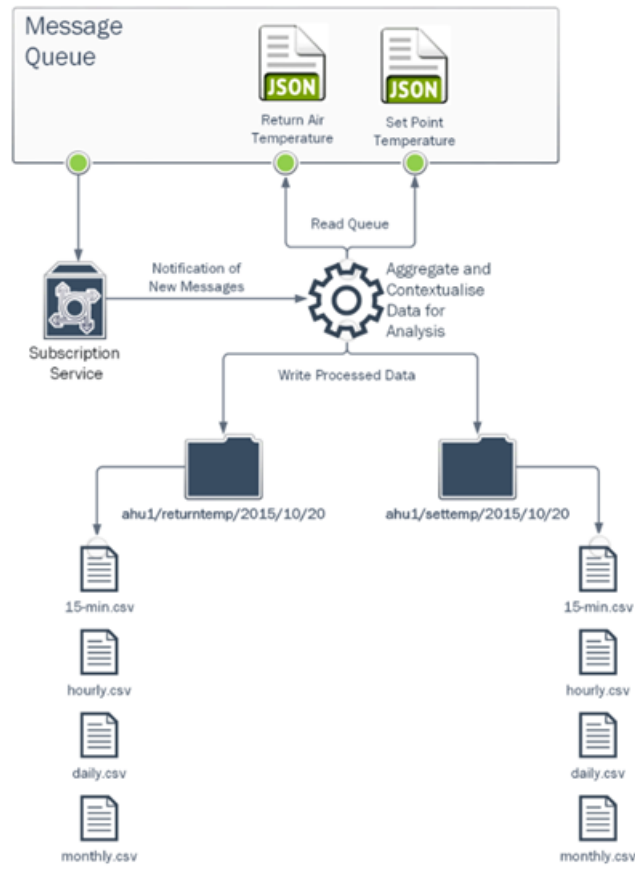 Message
Queue
JSON
JSON
Return Air
Temperature
Set Point
Temperature
Read Queue
Notification of
New Messages
Aggregate and
Contextualise
Data for
Analysis
Subscription
Service
Write Processed Data
ahu1/returntemp/2015/10/20
ahu1/settemp/2015/10/20
15-min.csv
hourly.csv
daily.csv
monthly.csv
15-min.csv
hourly.csv
daily.csv
monthly.csv